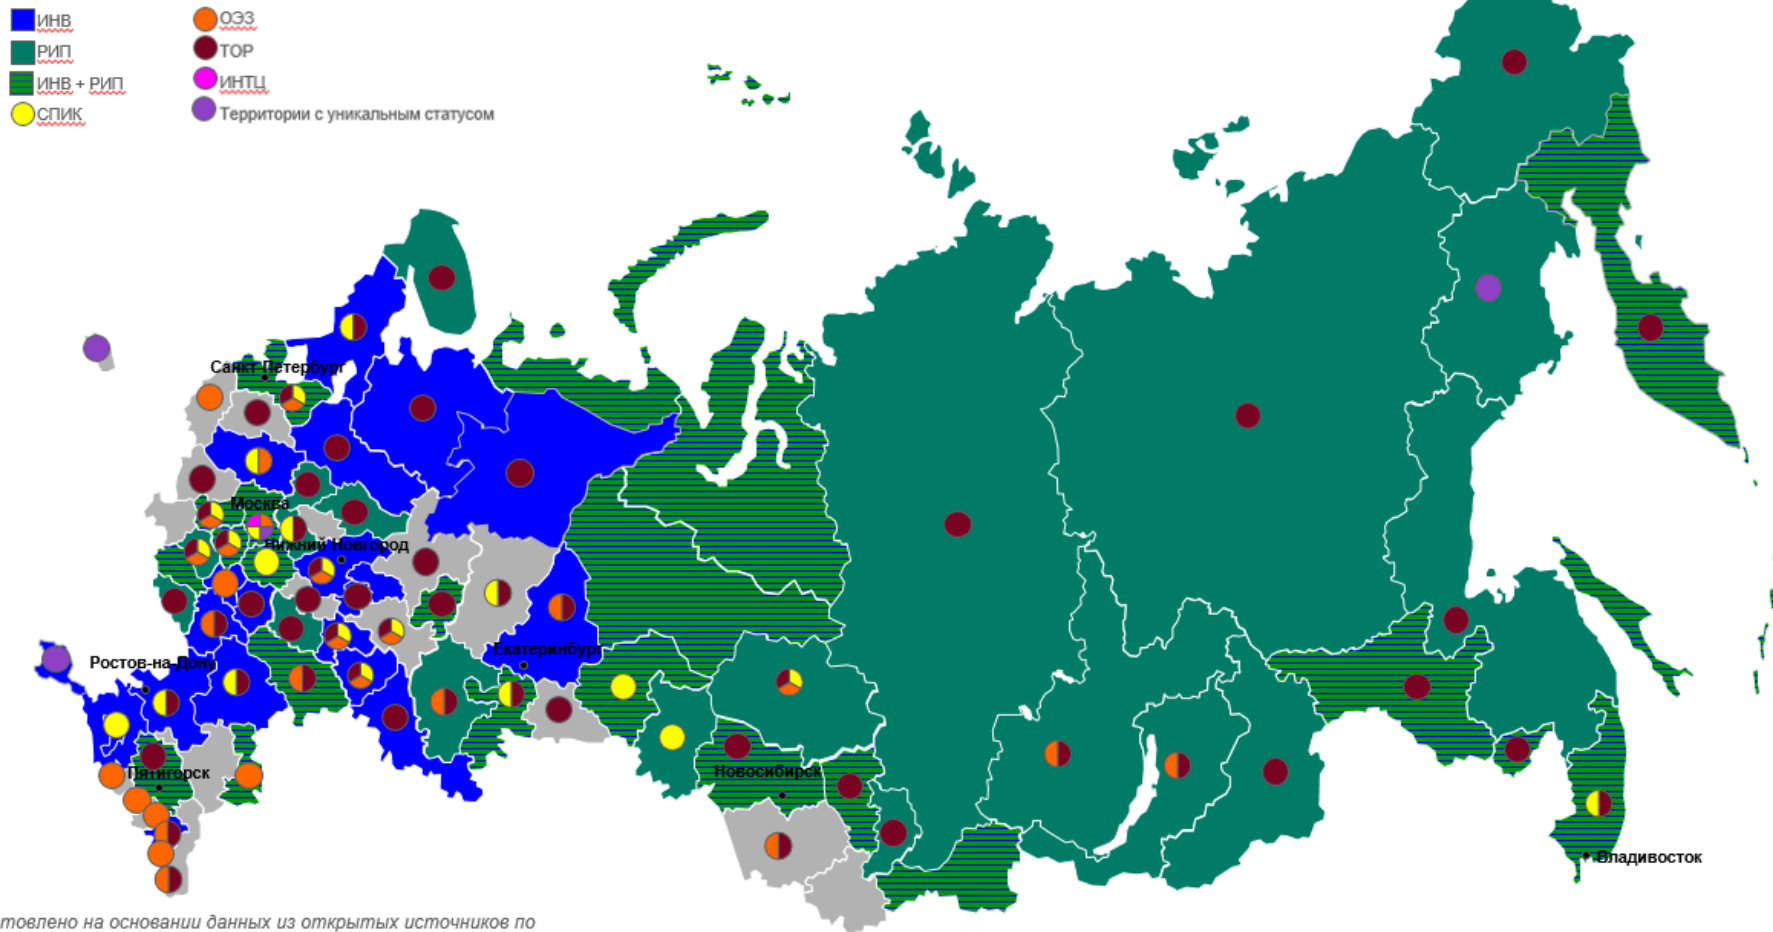 ИНВ
РИП
ИНВ + РИП
СПИК
ОЭЗ
ТОР
ИНТЦ
Территории с уникальным статусом
Санкт-Петербург
Москва
Нижний Новгород
Екатеринбург
Ростов-на-Дону
Пятигорск
Новосибирск
Владивосток
товлено на основании данных из открытых источников по